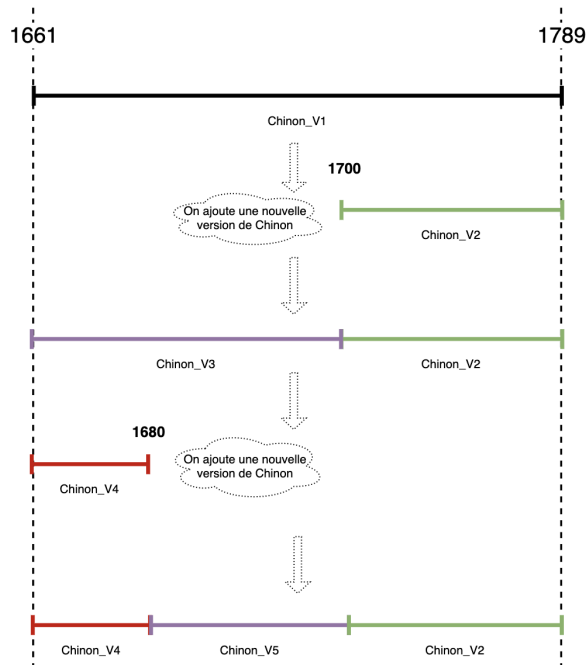 1661
1789
Chinon_V1
1700
On ajoute une nouvelle
version de Chinon
Chinon_V2
Chinon_V3
Chinon_V2
1680
On ajoute une nouvelle
version de Chinon
Chinon_V4
Chinon_V4
Chinon_V5
Chinon_V2